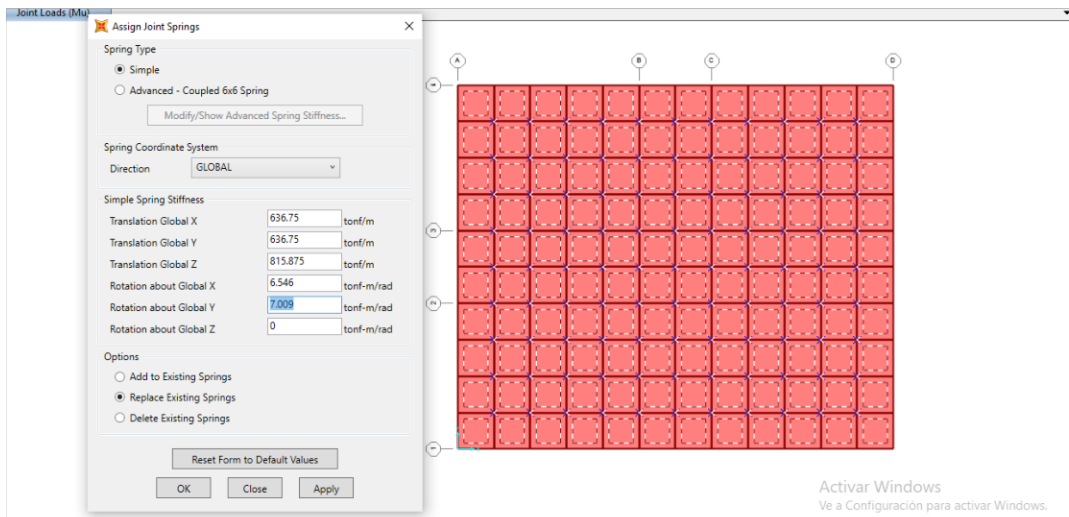 Joint Loads (Mu)
Assign Joint Springs
Spring Type
Simple
Advanced - Coupled 6x6 Spring
Modify/Show Advanced Spring Stiffness...
Spring Coordinate System
Direction GLOBAL
Simple Spring Stiffness
Translation Global X 636.75 tonf/m
Translation Global Y 636.75 tonf/m
Translation Global Z 815.875 tonf/m
Rotation about Global X 6.546 tonf-m/rad
Rotation about Global Y 7.009 tonf-m/rad
Rotation about Global Z 0 tonf-m/rad
Options
Add to Existing Springs
Replace Existing Springs
Delete Existing Springs
Reset Form to Default Values
OK Close Apply
A B C D
4
3
2
1
Activar Windows
Ve a Configuración para activar Windows.